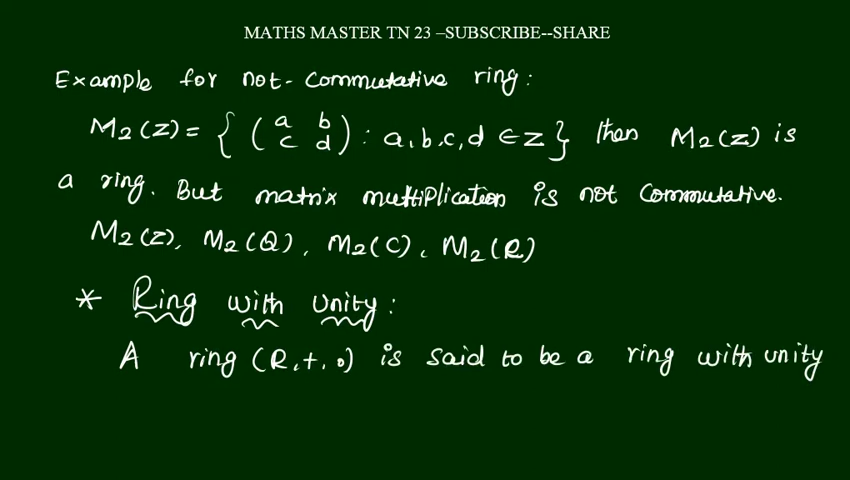 MATHS MASTER TN 23 –SUBSCRIBE--SHARE
Example for not-commutative ring:
M2(Z) = { (a b c d) : a,b,c,d ∈ Z } then M2(Z) is
a ring. But matrix multiplication is not commutative.
M2(Z), M2(Q), M2(C), M2(R)
* Ring with unity:
A ring (R,+,∘) is said to be a ring with unity